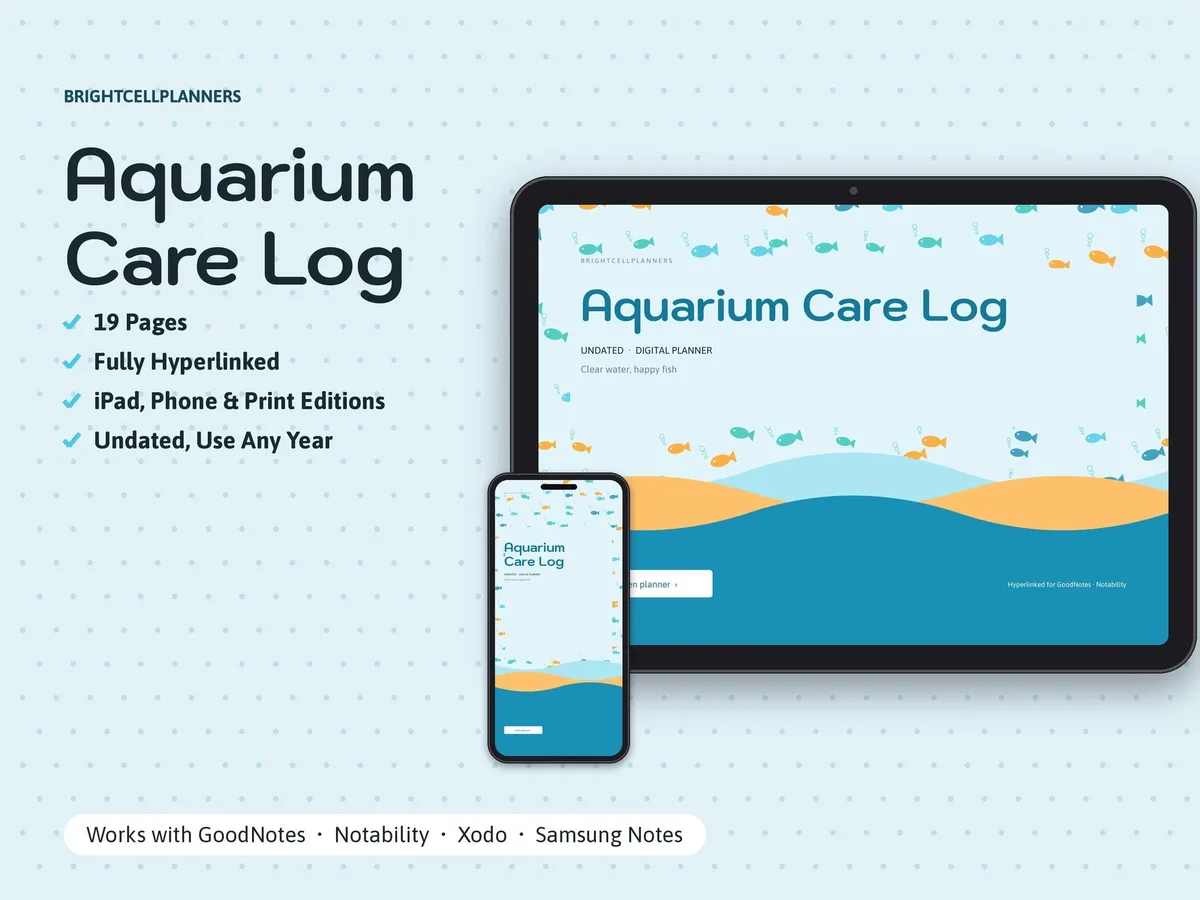 BRIGHTCELLPLANNERS
Aquarium
Care Log
19 Pages
Fully Hyperlinked
iPad, Phone & Print Editions
Undated, Use Any Year
BRIGHTCELLPLANNERS
Aquarium Care Log
UNDATED · DIGITAL PLANNER
Clear water, happy fish
planner ›
Hyperlinked for GoodNotes · Notability
Aquarium
Care Log
UNDATED · DIGITAL PLANNER
Works with GoodNotes · Notability · Xodo · Samsung Notes